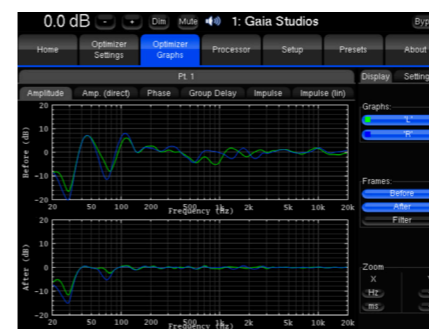 0.0 dB - + Dim Mute 1: Gaia Studios Byp
Home Optimizer Settings Optimizer Graphs Processor Setup Presets About
Pt. 1 Display Setting
Amplitude Amp. (direct) Phase Group Delay Impulse Impulse (lin)
Graphs:
"L"
"R"
Frames:
Before
After
Filter
Zoom
X
Hz
ms
Before (dB)
20
10
0
-10
-20
20 50 100 200 500 1k 2k 5k 10k 20k
Frequency (Hz)
After (dB)
20
10
0
-10
-20
20 50 100 200 500 1k 2k 5k 10k 20k
Frequency (Hz)